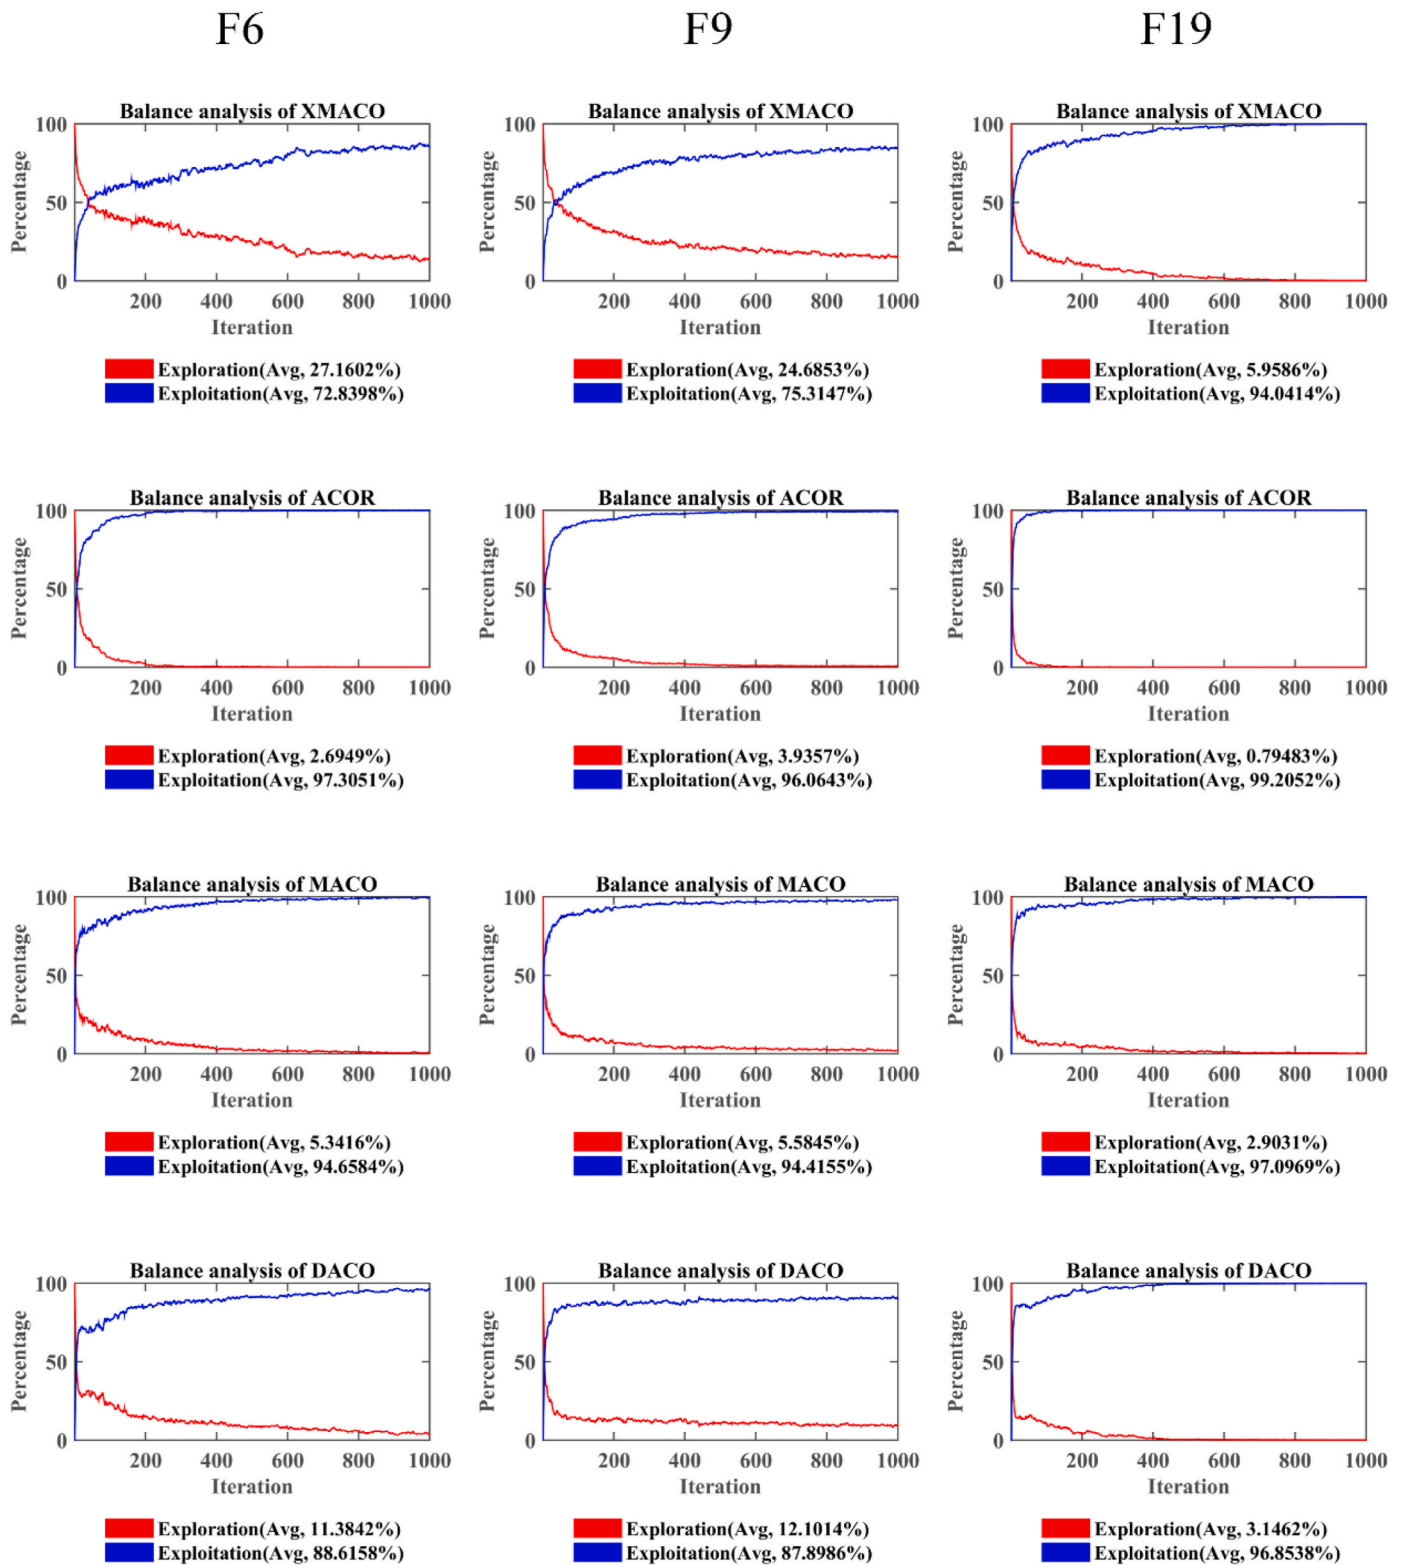 F6 F9 F19
Balance analysis of XMACO Balance analysis of XMACO Balance analysis of XMACO
100 100 100
Percentage Percentage Percentage
50 50 50
0 0 0
200 400 600 800 1000 200 400 600 800 1000 200 400 600 800 1000
Iteration Iteration Iteration
Exploration(Avg, 27.1602%) Exploration(Avg, 24.6853%) Exploration(Avg, 5.9586%)
Exploitation(Avg, 72.8398%) Exploitation(Avg, 75.3147%) Exploitation(Avg, 94.0414%)
Balance analysis of ACOR Balance analysis of ACOR Balance analysis of ACOR
100 100 100
Percentage Percentage Percentage
50 50 50
0 0 0
200 400 600 800 1000 200 400 600 800 1000 200 400 600 800 1000
Iteration Iteration Iteration
Exploration(Avg, 2.6949%) Exploration(Avg, 3.9357%) Exploration(Avg, 0.79483%)
Exploitation(Avg, 97.3051%) Exploitation(Avg, 96.0643%) Exploitation(Avg, 99.2052%)
Balance analysis of MACO Balance analysis of MACO Balance analysis of MACO
100 100 100
Percentage Percentage Percentage
50 50 50
0 0 0
200 400 600 800 1000 200 400 600 800 1000 200 400 600 800 1000
Iteration Iteration Iteration
Exploration(Avg, 5.3416%) Exploration(Avg, 5.5845%) Exploration(Avg, 2.9031%)
Exploitation(Avg, 94.6584%) Exploitation(Avg, 94.4155%) Exploitation(Avg, 97.0969%)
Balance analysis of DACO Balance analysis of DACO Balance analysis of DACO
100 100 100
Percentage Percentage Percentage
50 50 50
0 0 0
200 400 600 800 1000 200 400 600 800 1000 200 400 600 800 1000
Iteration Iteration Iteration
Exploration(Avg, 11.3842%) Exploration(Avg, 12.1014%) Exploration(Avg, 3.1462%)
Exploitation(Avg, 88.6158%) Exploitation(Avg, 87.8986%) Exploitation(Avg, 96.8538%)